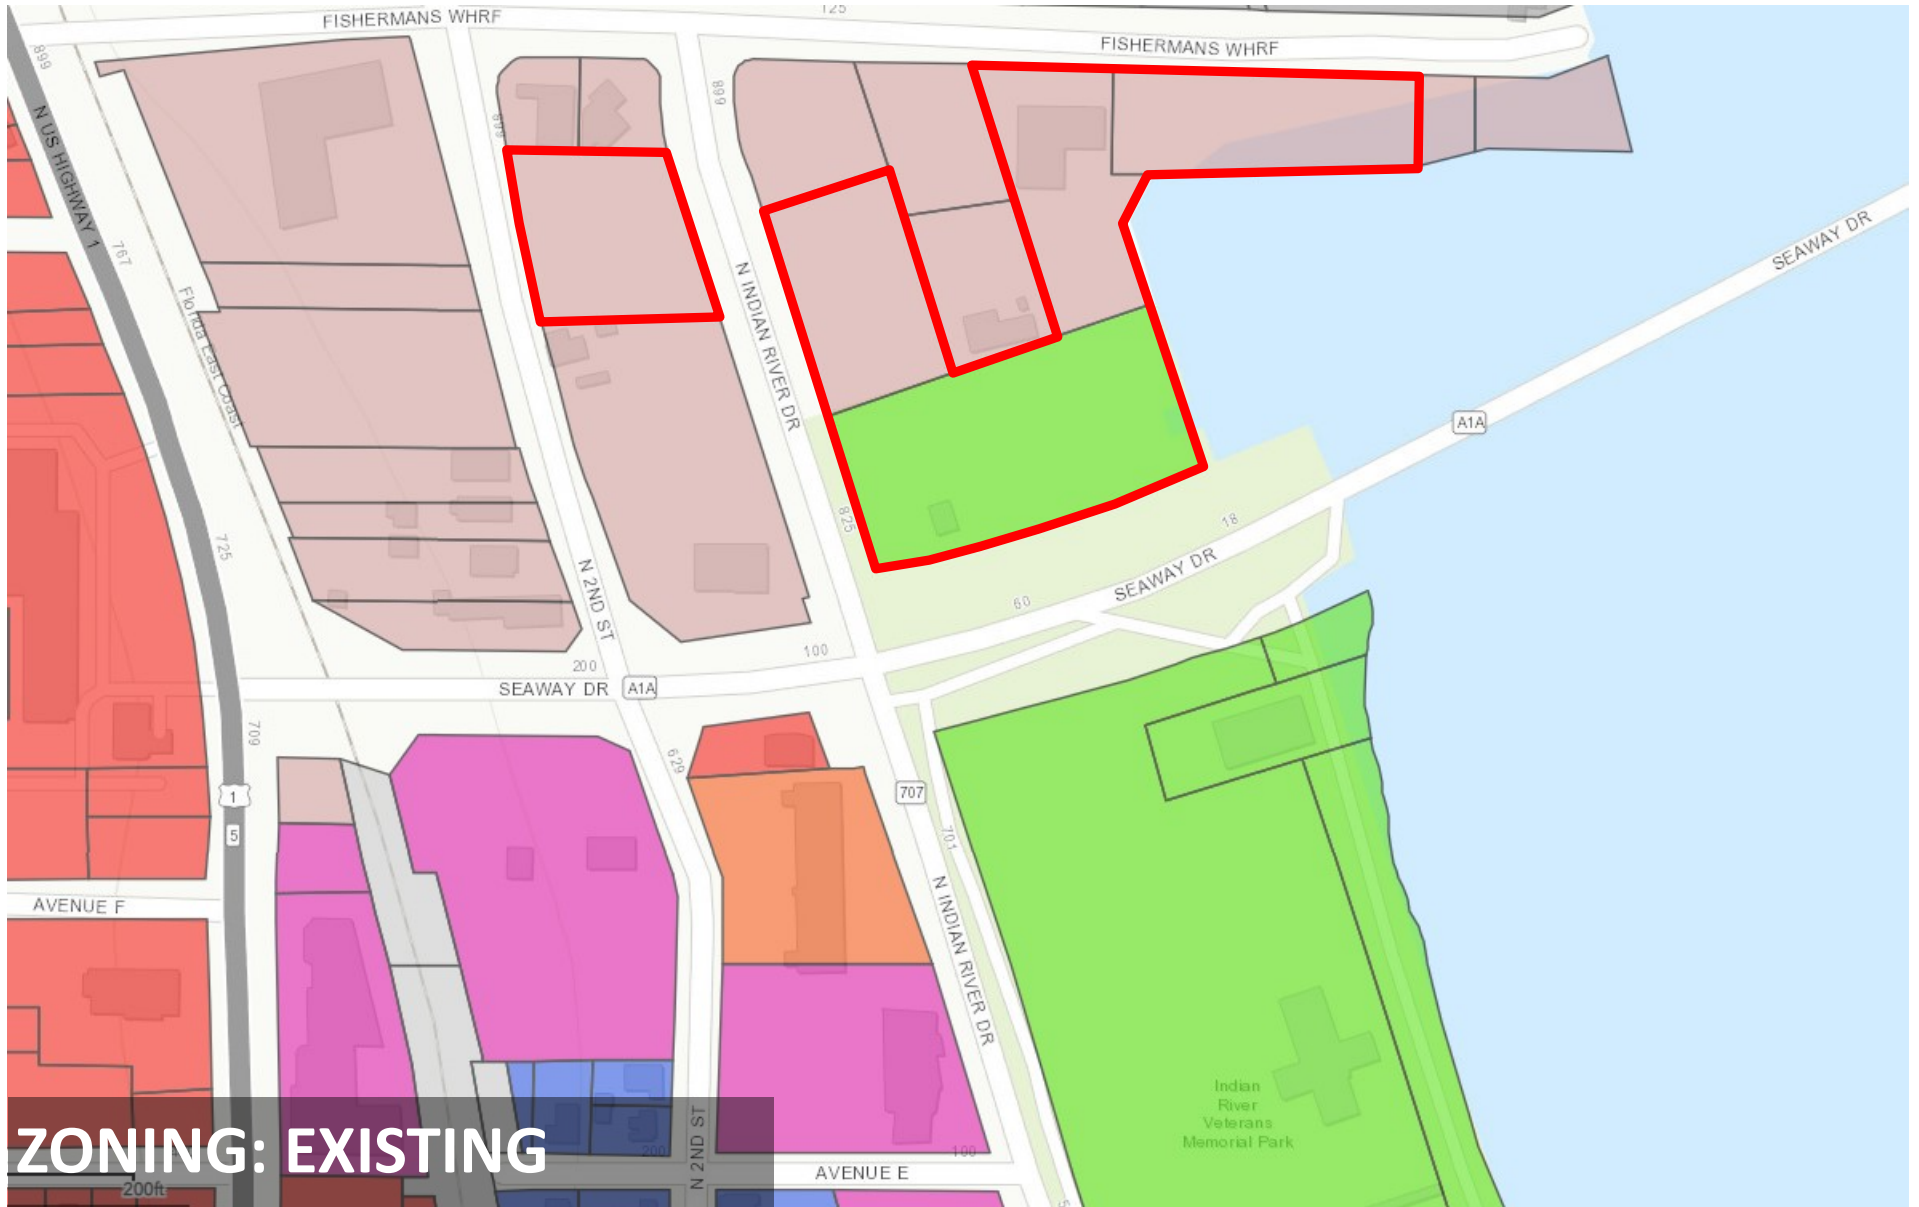 FISHERMANS WHRF
125
FISHERMANS WHRF
899
899
899
N US HIGHWAY 1
767
Florida East Coast
N INDIAN RIVER DR
SEAWAY DR
A1A
825
725
18
SEAWAY DR
60
N 2ND ST
100
200
SEAWAY DR
A1A
709
629
1
5
707
701
AVENUE F
N INDIAN RIVER DR
Indian
River
Veterans
Memorial Park
ZONING: EXISTING
200ft
N 2ND ST
200
100
AVENUE E
5